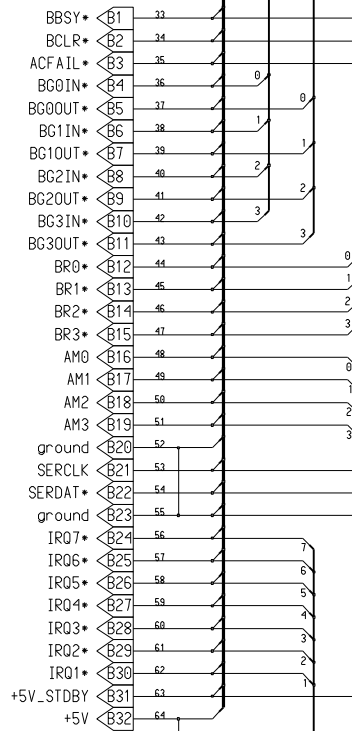 BBSY* B1 33
BCLR* B2 34
ACFAIL* B3 35
BG0IN* B4 36 0
BG0OUT* B5 37 0
BG1IN* B6 38 1
BG1OUT* B7 39 1
BG2IN* B8 40 2
BG2OUT* B9 41 2
BG3IN* B10 42 3
BG3OUT* B11 43 3
BR0* B12 44 0
BR1* B13 45 1
BR2* B14 46 2
BR3* B15 47 3
AM0 B16 48
AM1 B17 49 0
AM2 B18 50 1
AM3 B19 51 2
ground B20 52 3
SERCLK B21 53
SERDAT* B22 54
ground B23 55
IRQ7* B24 56 7
IRQ6* B25 57 6
IRQ5* B26 58 5
IRQ4* B27 59 4
IRQ3* B28 60 3
IRQ2* B29 61 2
IRQ1* B30 62 1
+5V_STDBY B31 63
+5V B32 64